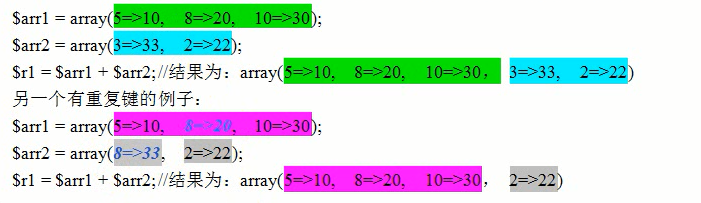 $arr1 = array(5=>10, 8=>20, 10=>30);
$arr2 = array(3=>33, 2=>22);
$r1 = $arr1 + $arr2;//结果为：array(5=>10, 8=>20, 10=>30， 3=>33, 2=>22)
另一个有重复键的例子：
$arr1 = array(5=>10, 8=>20, 10=>30);
$arr2 = array(8=>33, 2=>22);
$r1 = $arr1 + $arr2;//结果为：array(5=>10, 8=>20, 10=>30， 2=>22)